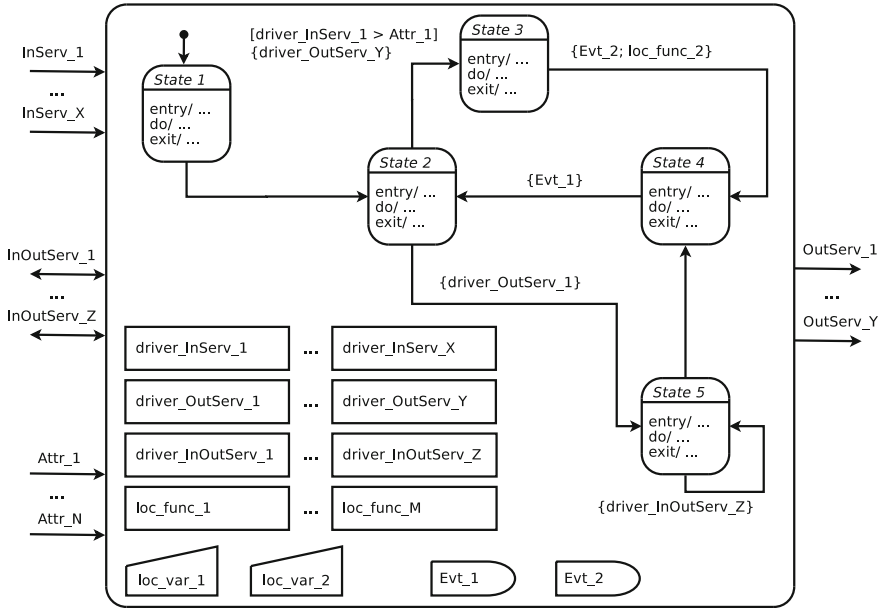 InServ_1
...
InServ_X
InOutServ_1
...
InOutServ_Z
Attr_1
...
Attr_N
State 1
entry/ ...
do/ ...
exit/ ...
[driver_InServ_1 > Attr_1]
{driver_OutServ_Y}
State 3
entry/ ...
do/ ...
exit/ ...
{Evt_2; loc_func_2}
State 2
entry/ ...
do/ ...
exit/ ...
{Evt_1}
State 4
entry/ ...
do/ ...
exit/ ...
{driver_OutServ_1}
State 5
entry/ ...
do/ ...
exit/ ...
{driver_InOutServ_Z}
driver_InServ_1 ... driver_InServ_X
driver_OutServ_1 ... driver_OutServ_Y
driver_InOutServ_1 ... driver_InOutServ_Z
loc_func_1 ... loc_func_M
loc_var_1 loc_var_2 Evt_1 Evt_2
OutServ_1
...
OutServ_Y